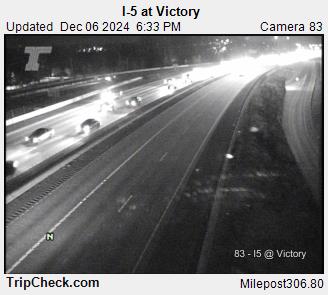 I-5 at Victory
Updated  Dec 06 2024  6:33 PM
Camera 83
T
N
83 - I5 @ Victory
TripCheck.com
Milepost306.80